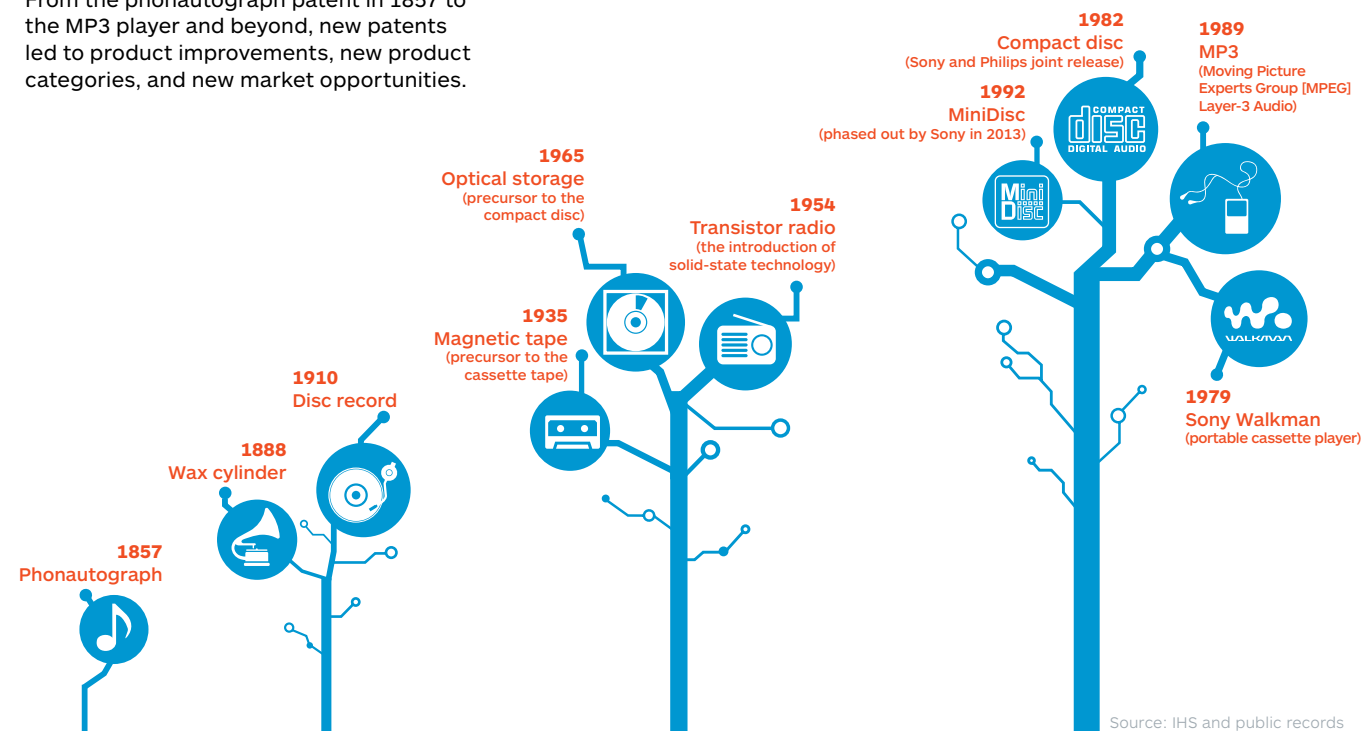 From the phonautograph patent in 1857 to
the MP3 player and beyond, new patents
led to product improvements, new product
categories, and new market opportunities.
1857
Phonautograph
1888
Wax cylinder
1910
Disc record
1935
Magnetic tape
(precursor to the
cassette tape)
1965
Optical storage
(precursor to the
compact disc)
1954
Transistor radio
(the introduction of
solid-state technology)
1992
MiniDisc
(phased out by Sony in 2013)
Mini
Disc
1982
Compact disc
(Sony and Philips joint release)
COMPACT
disc
DIGITAL AUDIO
1989
MP3
(Moving Picture
Experts Group [MPEG]
Layer-3 Audio)
WALKMAN
1979
Sony Walkman
(portable cassette player)
Source: IHS and public records